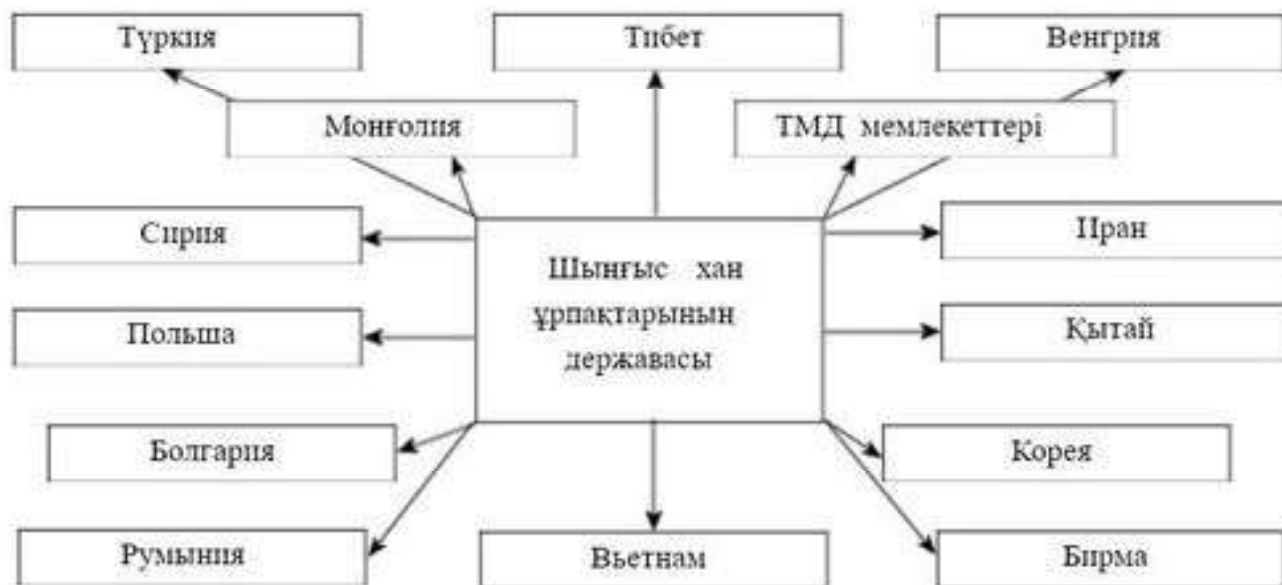 Түркия
Тибет
Венгрия
Монғолия
ТМД мемлекеттері
Сирия
Иран
Шыңғыс хан
ұрпақтарының
державасы
Польша
Қытай
Болгария
Корея
Румыния
Вьетнам
Бирма